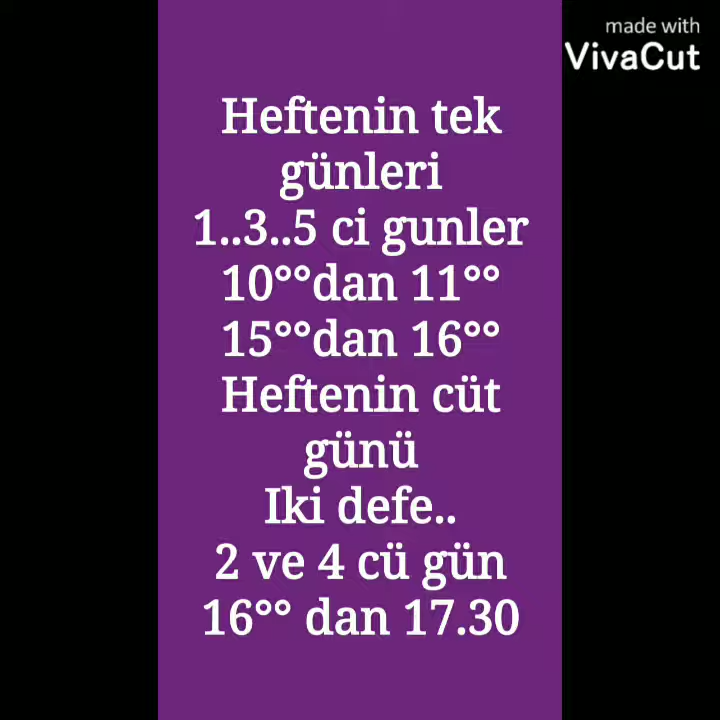 made with
VivaCut
Heftenin tek
günleri
1..3..5 ci gunler
10°°dan 11°°
15°°dan 16°°
Heftenin cüt
günü
Iki defe..
2 ve 4 cü gün
16°° dan 17.30